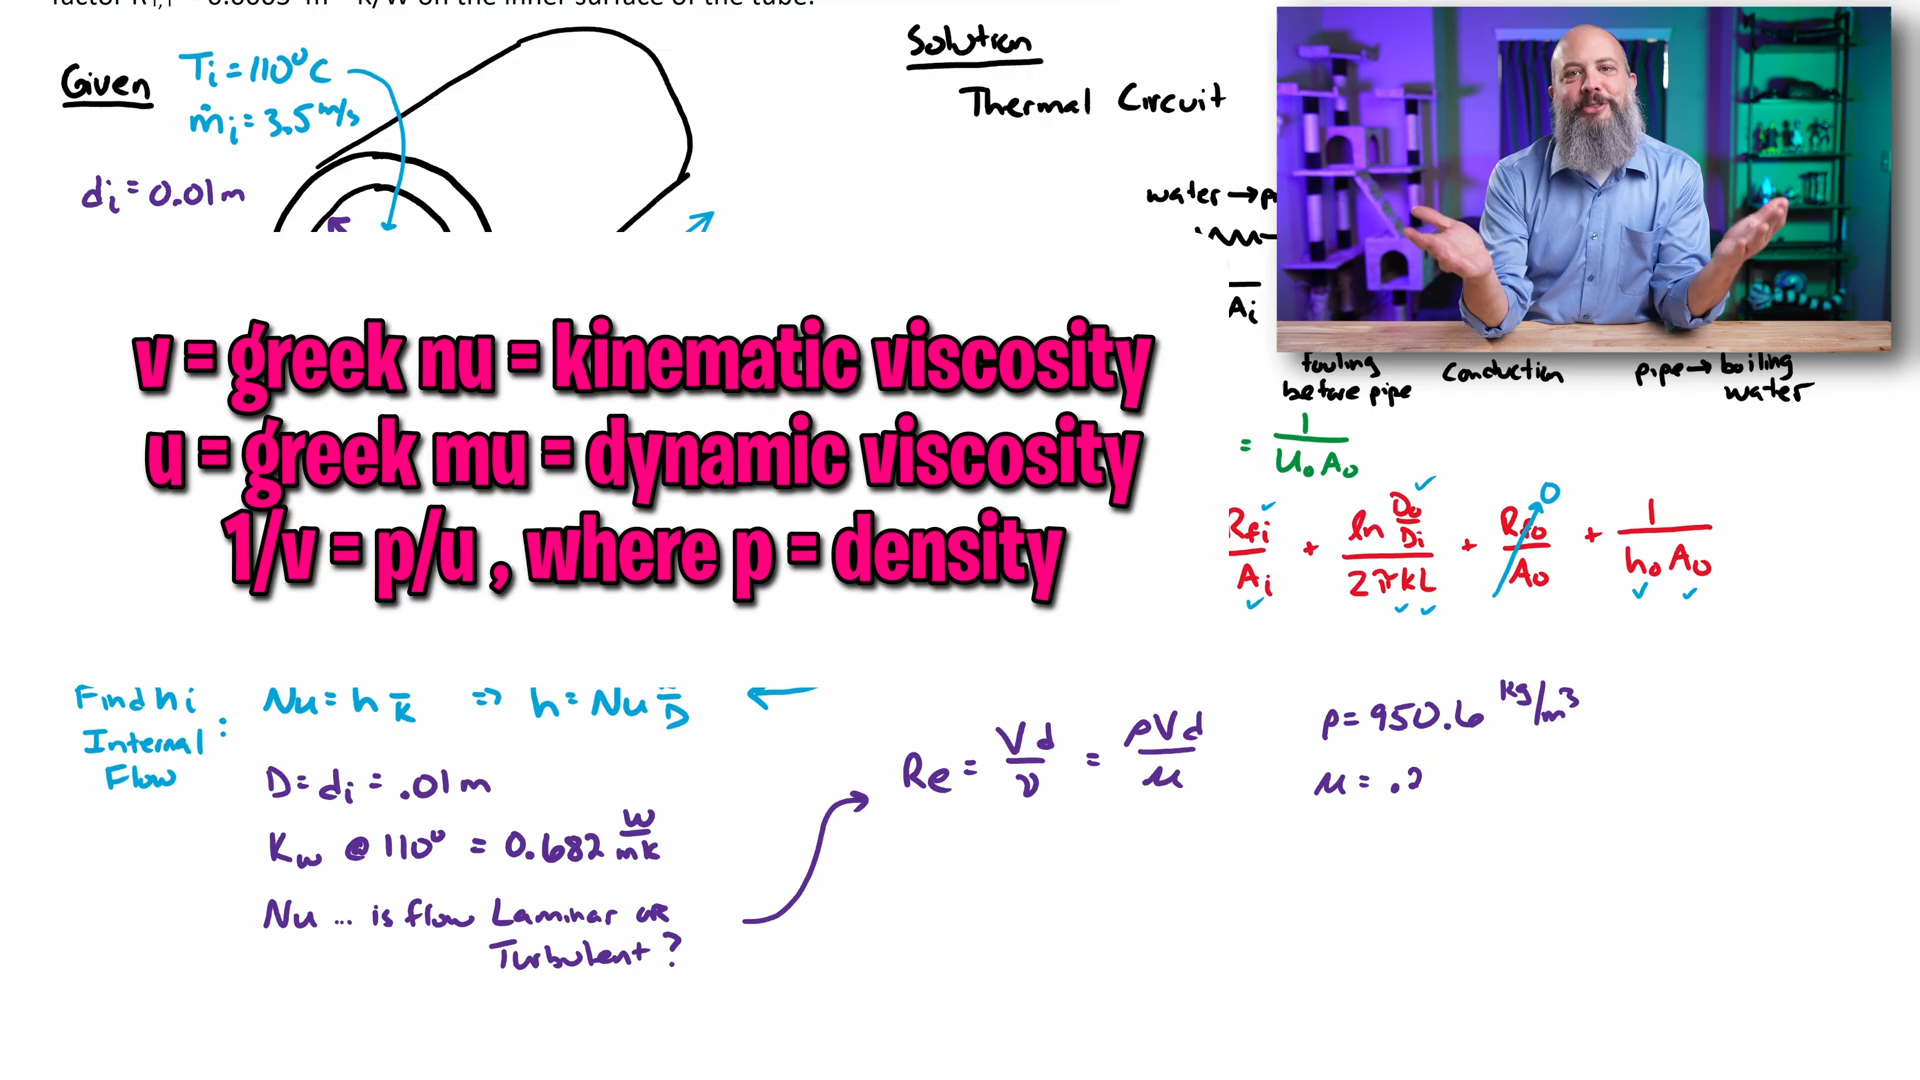 Given
Ti = 110°C
ṁi = 3.5 m/s
di = 0.01m
Solution
Thermal Circuit
water →
Ai
v = greek nu = kinematic viscosity
u = greek mu = dynamic viscosity
1/v = p/u , where p = density
fouling before pipe
conduction
pipe → boiling water
= 1/UoAo
Rfi/Ai + ln Do/Di/2πkL + Rfo/Ao 0 + 1/hoAo
Find hi
Internal Flow :
Nu = h /K ⇒ h = Nu /D
D = di = .01m
Kw @ 110° = 0.682 W/mK
Nu ... is flow Laminar or
Turbulent?
Re = Vd/ν = ρVd/μ
ρ = 950.6 kg/m³
μ = .2